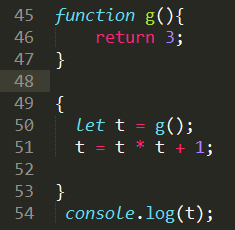 45 function g(){
46     return 3;
47 }
48
49 {
50   let t = g();
51   t = t * t + 1;
52
53 }
54  console.log(t);